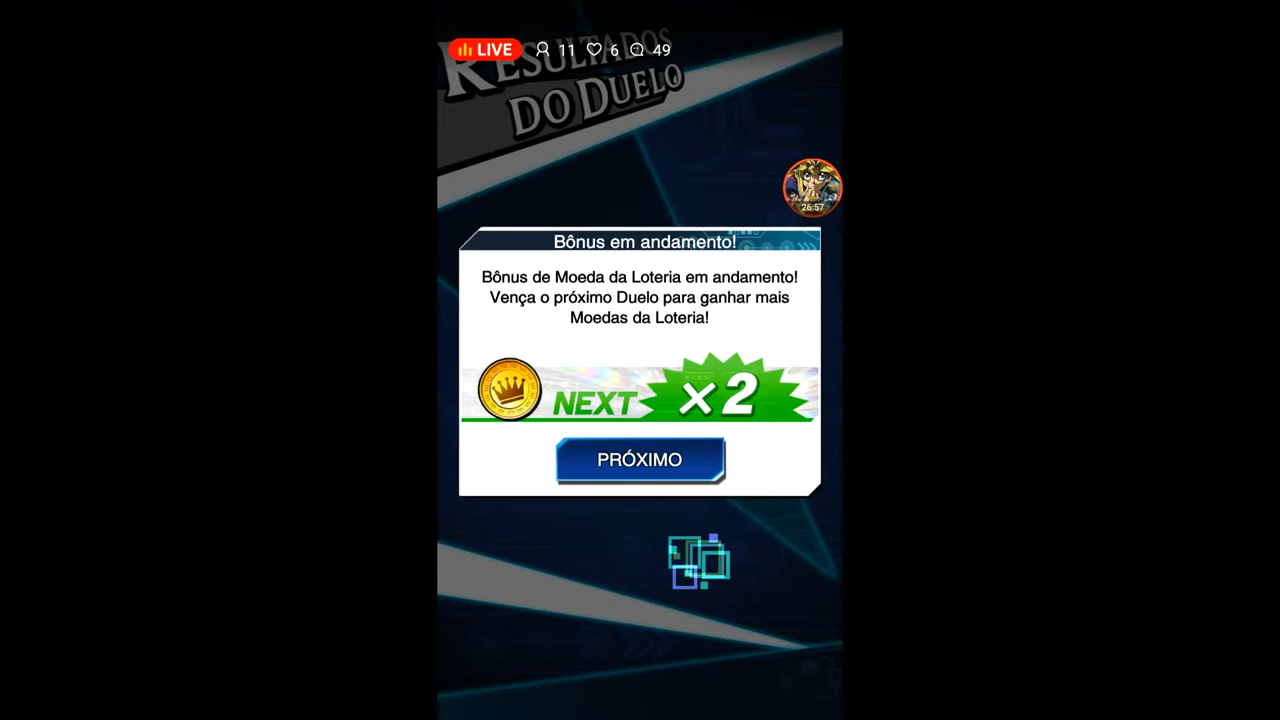 LIVE 11 6 49
RESULTADOS
DO DUELO
26:57
Bônus em andamento!
Bônus de Moeda da Loteria em andamento!
Vença o próximo Duelo para ganhar mais
Moedas da Loteria!
NEXT ×2
PRÓXIMO